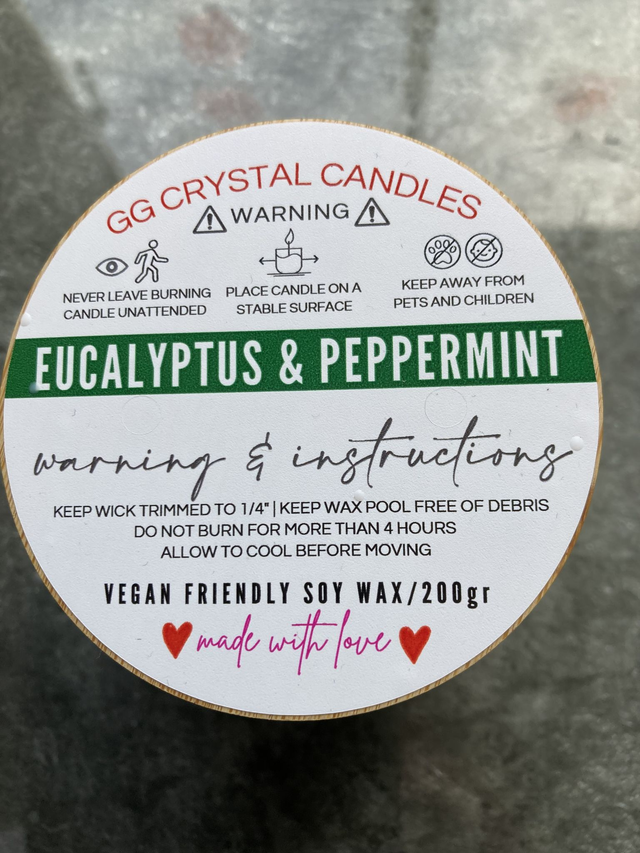 GG CRYSTAL CANDLES
WARNING
NEVER LEAVE BURNING
CANDLE UNATTENDED
PLACE CANDLE ON A
STABLE SURFACE
KEEP AWAY FROM
PETS AND CHILDREN
EUCALYPTUS & PEPPERMINT
warning & instructions
KEEP WICK TRIMMED TO 1/4" | KEEP WAX POOL FREE OF DEBRIS
DO NOT BURN FOR MORE THAN 4 HOURS
ALLOW TO COOL BEFORE MOVING
VEGAN FRIENDLY SOY WAX/200gr
made with love